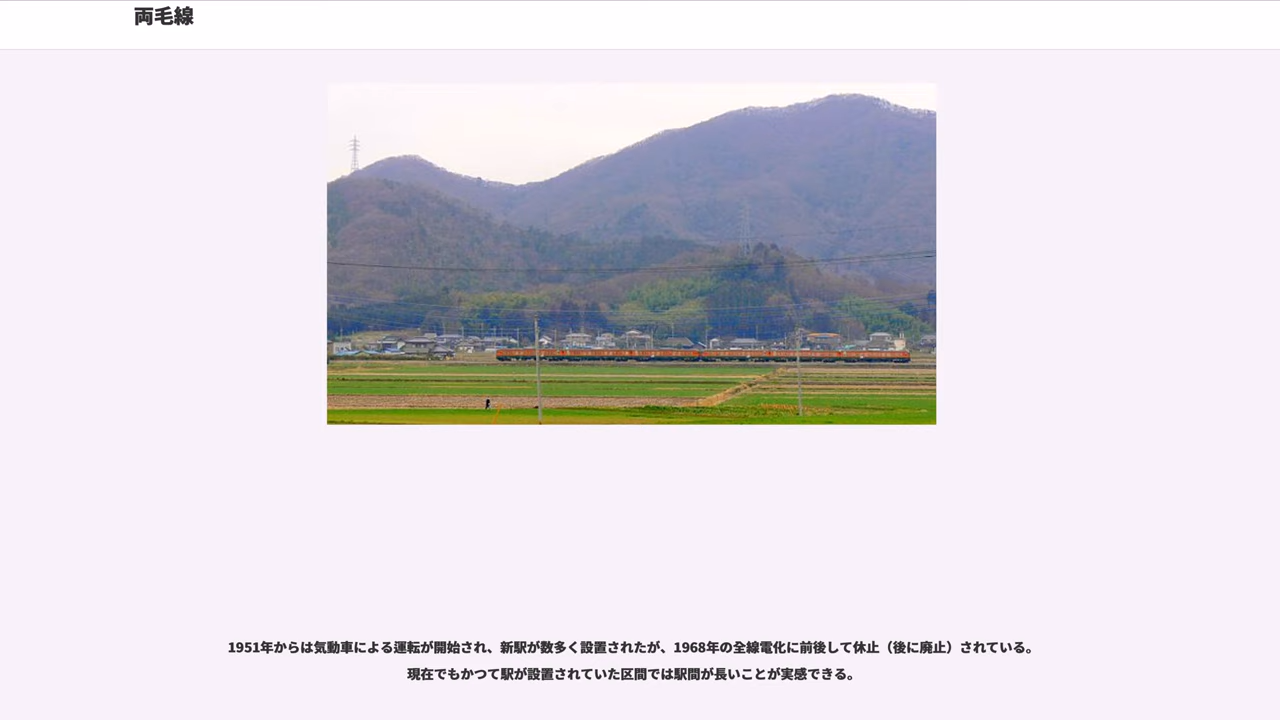 両毛線
1951年からは気動車による運転が開始され、新駅が数多く設置されたが、1968年の全線電化に前後して休止（後に廃止）されている。
現在でもかつて駅が設置されていた区間では駅間が長いことが実感できる。